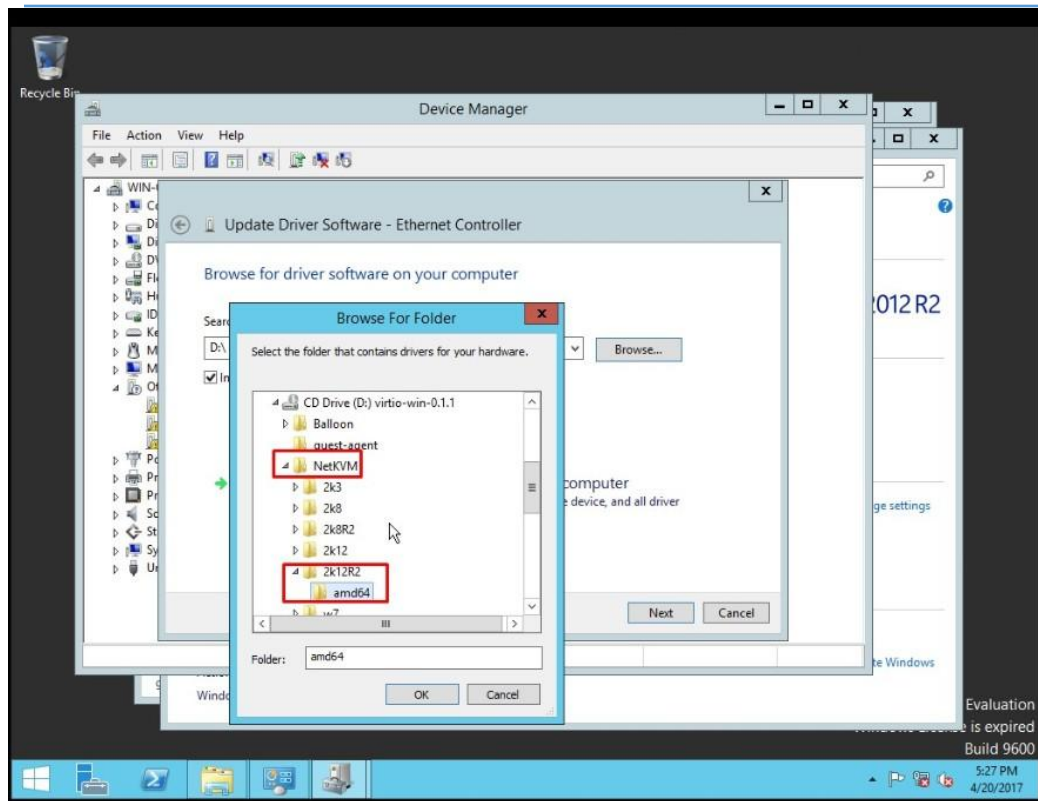 Recycle Bin
Device Manager
File Action View Help
WIN-
Update Driver Software - Ethernet Controller
Browse for driver software on your computer
2012 R2
Browse For Folder
D:\
Select the folder that contains drivers for your hardware.
Browse...
CD Drive (D:) virtio-win-0.1.1
Balloon
guest-agent
NetKVM
computer
2k3
e device, and all driver
2k8
ge settings
2k8R2
2k12
2k12R2
amd64
w7
Next Cancel
Folder: amd64
te Windows
OK Cancel
Evaluation
is expired
Build 9600
5:27 PM
4/20/2017